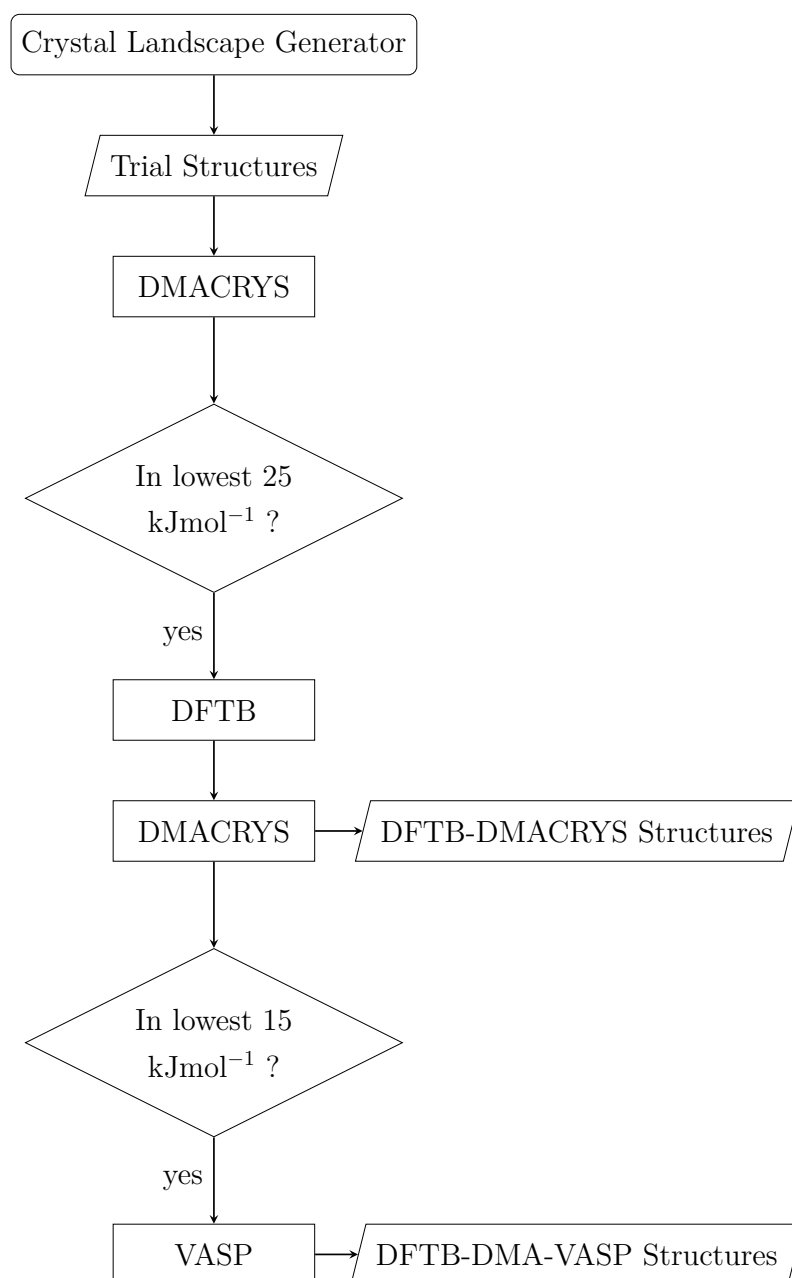 Crystal Landscape Generator
Trial Structures
DMACRYS
In lowest 25
kJmol⁻¹ ?
yes
DFTB
DMACRYS
DFTB-DMACRYS Structures
In lowest 15
kJmol⁻¹ ?
yes
VASP
DFTB-DMA-VASP Structures